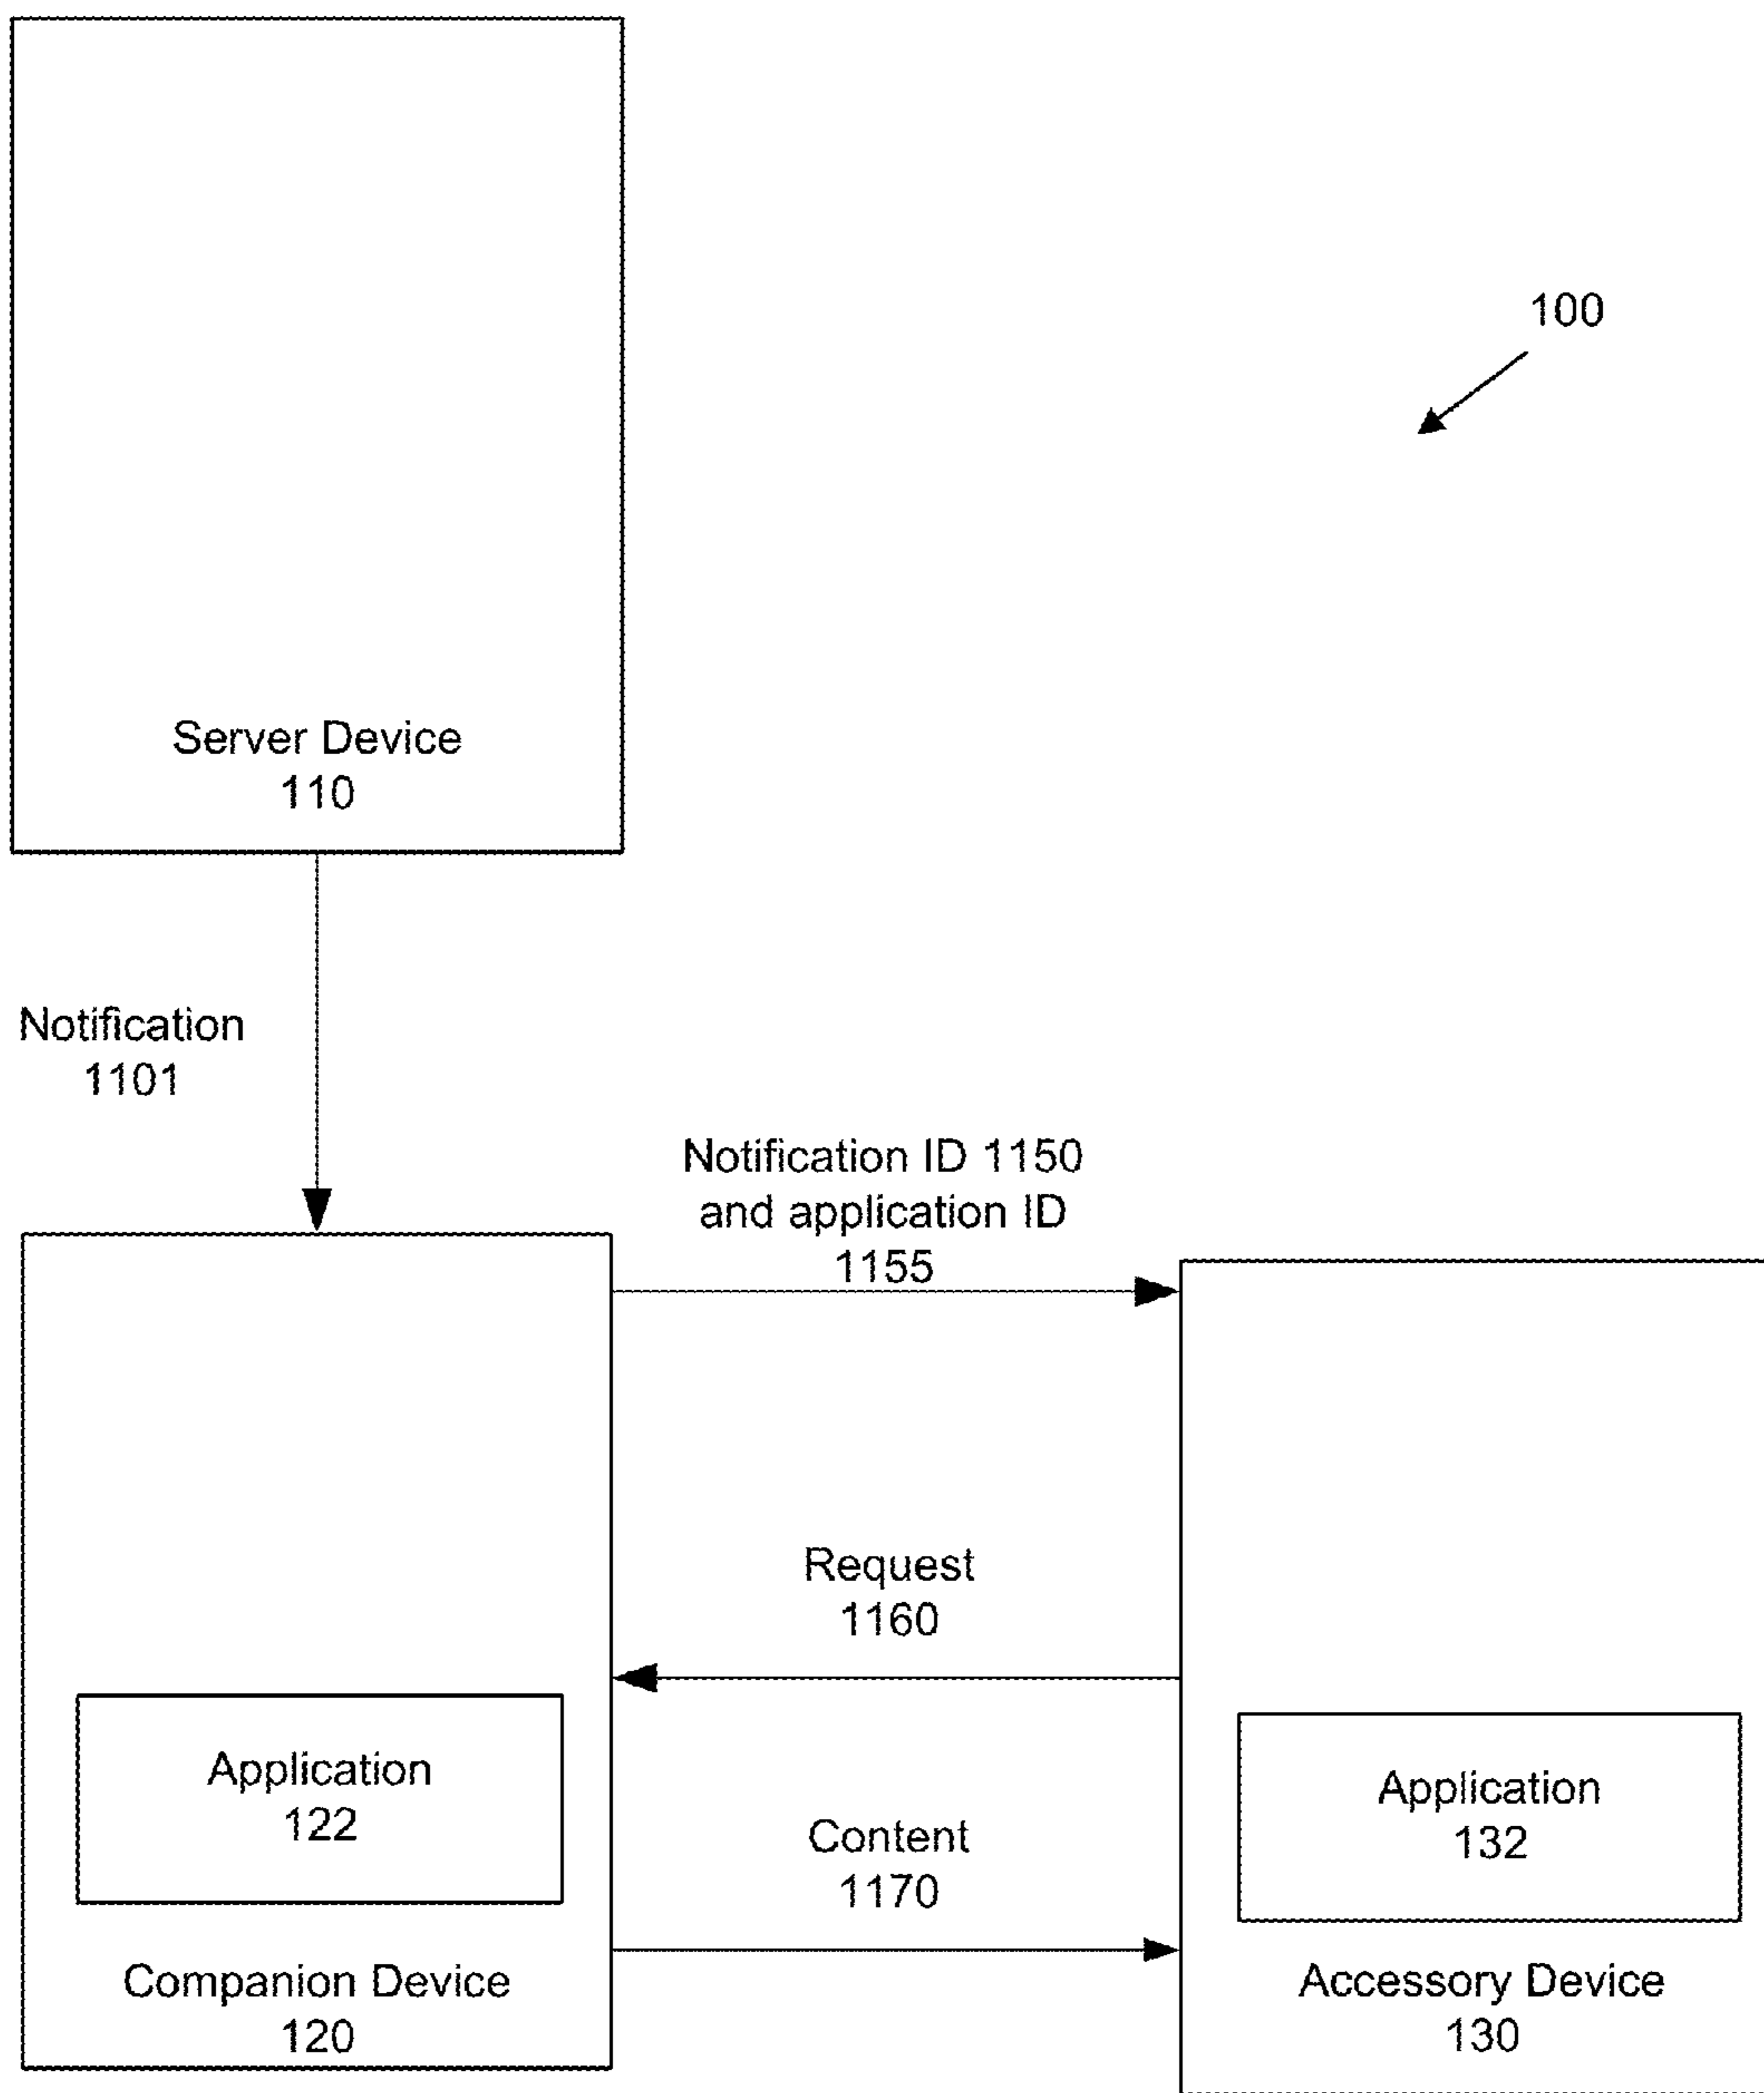 100
Server Device
110
Notification
1101
Notification ID 1150
and application ID
1155
Request
1160
Application
122
Content
1170
Application
132
Companion Device
120
Accessory Device
130